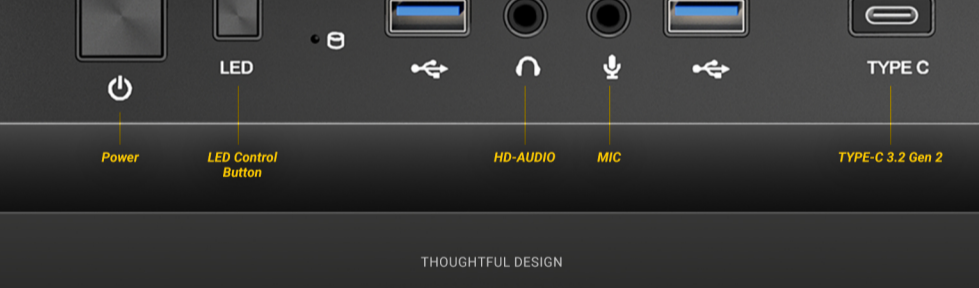 LED
TYPE C
Power
LED Control
Button
HD-AUDIO
MIC
TYPE-C 3.2 Gen 2
THOUGHTFUL DESIGN